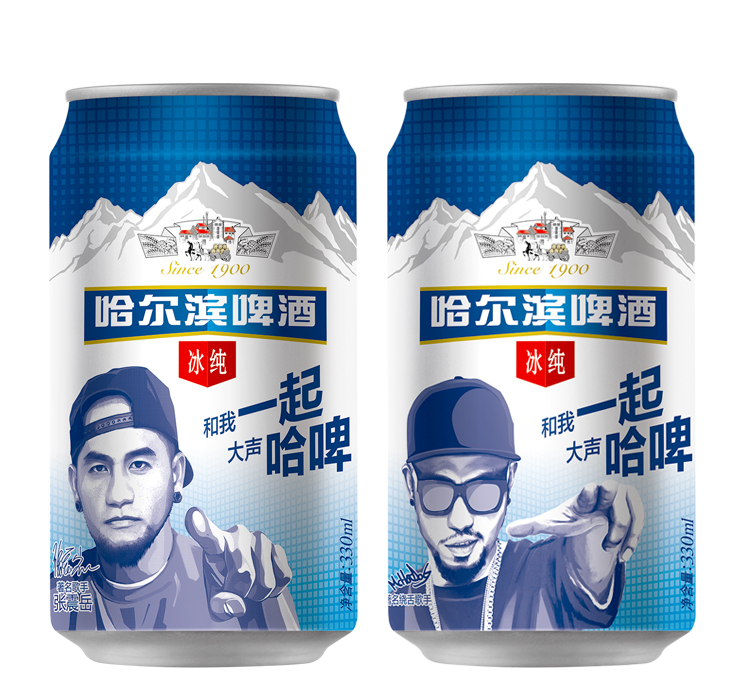 Since 1900
哈尔滨啤酒
冰纯
和我一起
大声哈啤
著名歌手
张震岳
净含量:330ml
Since 1900
哈尔滨啤酒
冰纯
和我一起
大声哈啤
MC HotDog
著名饶舌歌手
净含量:330ml